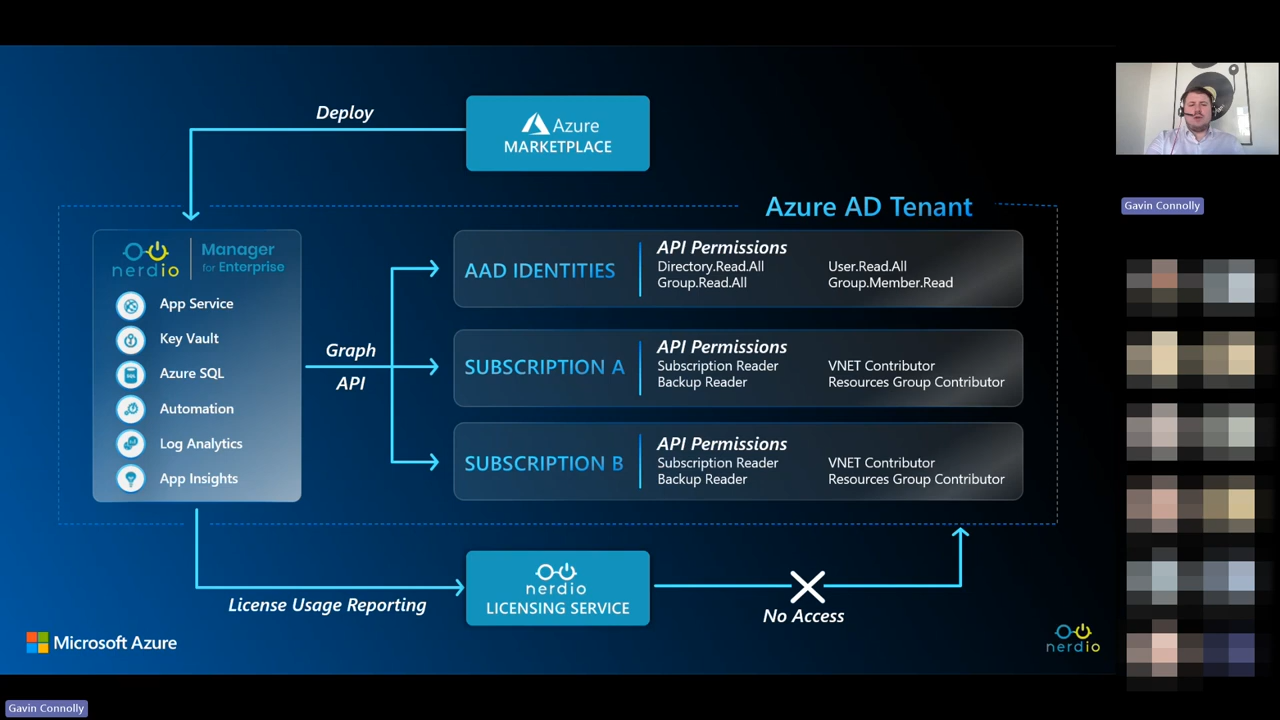 Deploy
Azure
MARKETPLACE
Azure AD Tenant
nerdio
Manager
for Enterprise
App Service
Key Vault
Azure SQL
Automation
Log Analytics
App Insights
Graph
API
AAD IDENTITIES
API Permissions
Directory.Read.All User.Read.All
Group.Read.All Group.Member.Read
SUBSCRIPTION A
API Permissions
Subscription Reader VNET Contributor
Backup Reader Resources Group Contributor
SUBSCRIPTION B
API Permissions
Subscription Reader VNET Contributor
Backup Reader Resources Group Contributor
License Usage Reporting
nerdio
LICENSING SERVICE
No Access
Microsoft Azure
nerdio
Gavin Connolly
Gavin Connolly